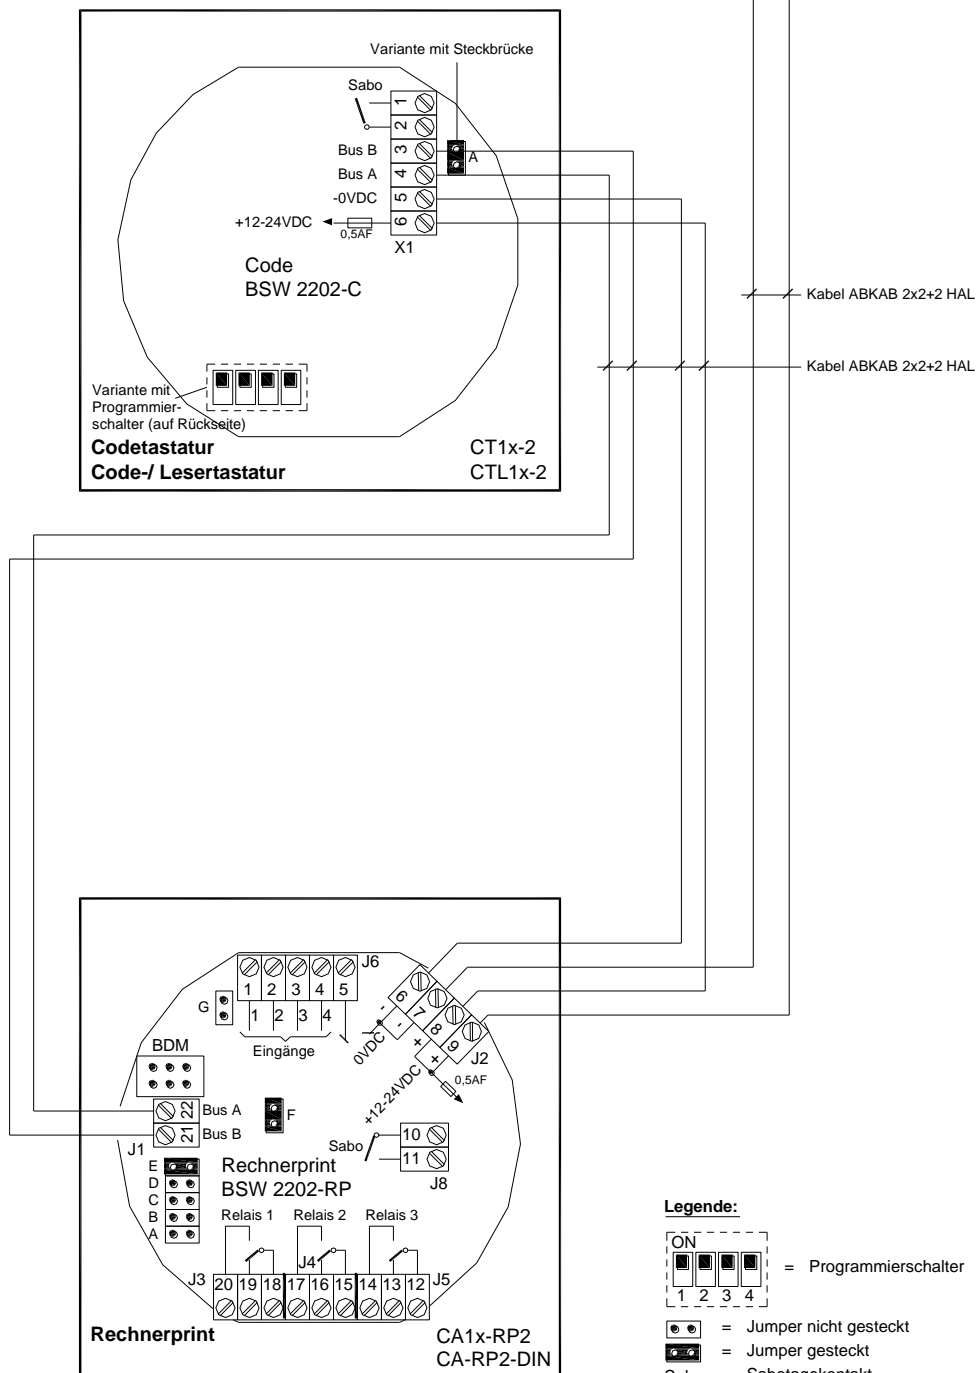 Variante mit Steckbrücke
Sabo
1
2
Bus B 3 A
Bus A 4
-0VDC 5
+12-24VDC 0,5AF 6
X1
Code
BSW 2202-C
Kabel ABKAB 2x2+2 HAL
Kabel ABKAB 2x2+2 HAL
Variante mit
Programmier-
schalter (auf Rückseite)
Codetastatur CT1x-2
Code-/ Lesertastatur CTL1x-2
J6
1 2 3 4 5
G
1 2 3 4
Eingänge
6 7 8 9
- -
0VDC
+ +
+12-24VDC
J2
0,5AF
BDM
22 Bus A
21 Bus B
J1
F
Sabo
10
11
J8
E
D
C
B
A
Rechnerprint
BSW 2202-RP
Relais 1 Relais 2 Relais 3
J3 J4 J5
20 19 18 17 16 15 14 13 12
Rechnerprint CA1x-RP2
CA-RP2-DIN
Legende:
ON
1 2 3 4
= Programmierschalter
= Jumper nicht gesteckt
= Jumper gesteckt